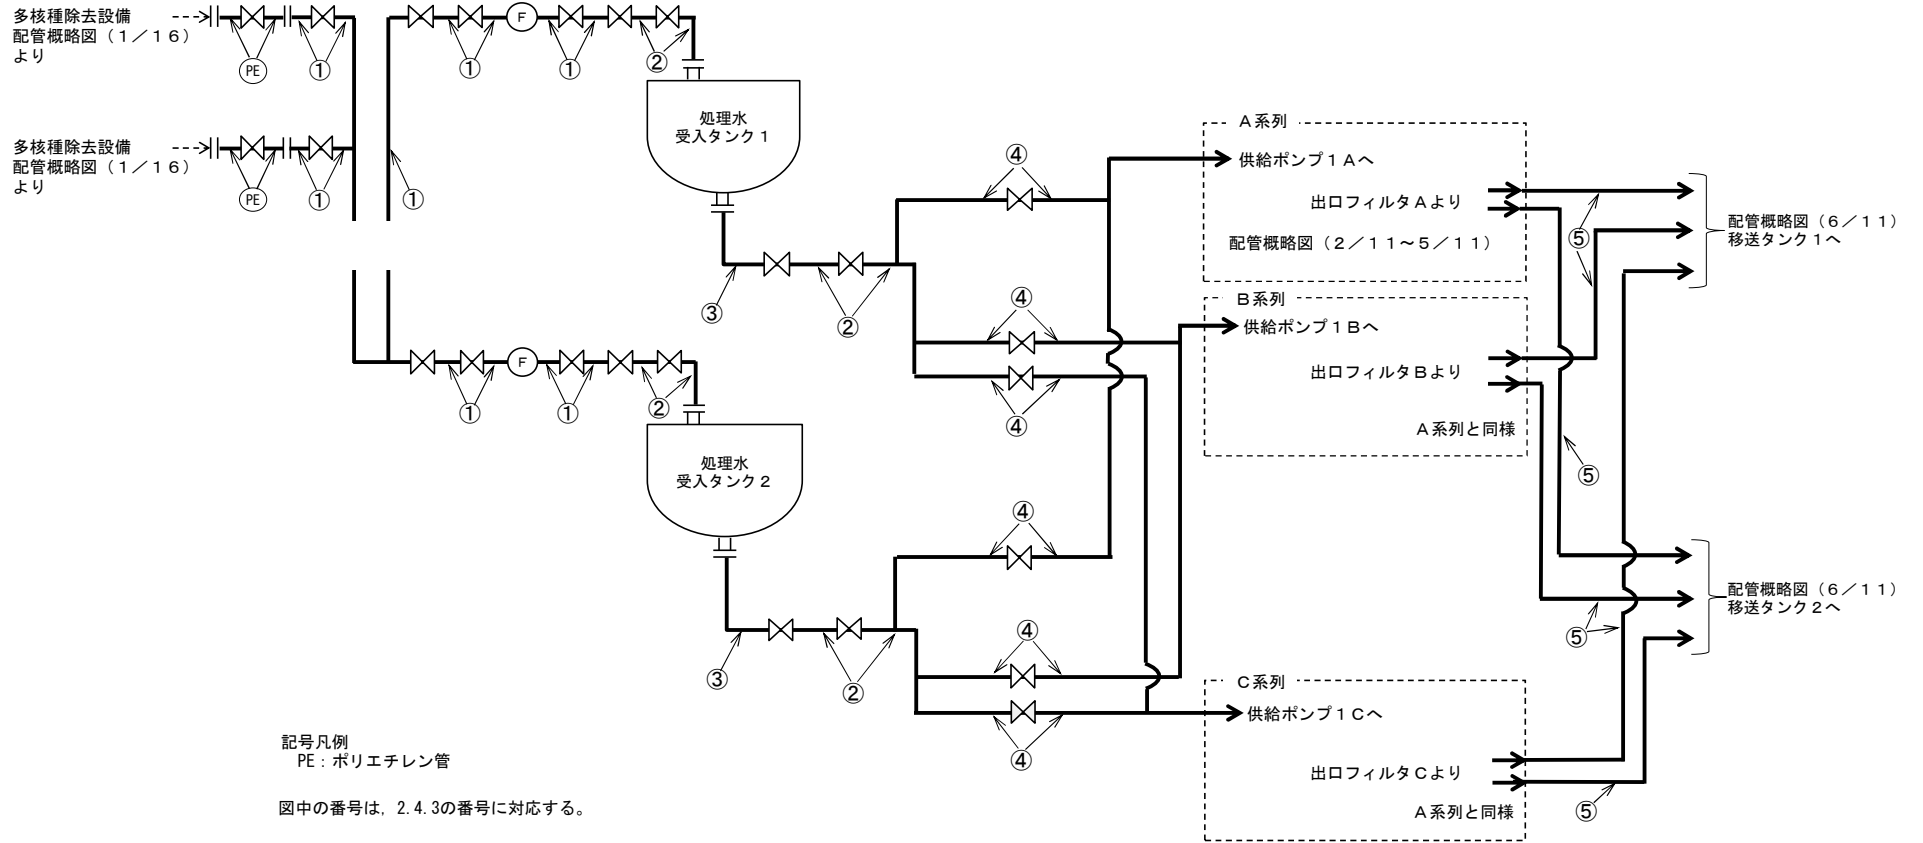 多核種除去設備
配管概略図（１／１６）
より
PE
①
①
F
①
②
処理水
受入タンク１
多核種除去設備
配管概略図（１／１６）
より
PE
①
①
③
②
④
④
④
A系列
供給ポンプ１Aへ
出口フィルタAより
配管概略図（２／１１～５／１１）
⑤
配管概略図（６／１１）
移送タンク１へ
B系列
供給ポンプ１Bへ
出口フィルタBより
A系列と同様
⑤
①
F
①
②
処理水
受入タンク２
③
②
④
④
④
配管概略図（６／１１）
移送タンク２へ
⑤
C系列
供給ポンプ１Cへ
出口フィルタCより
A系列と同様
⑤
記号凡例
PE：ポリエチレン管
図中の番号は，2.4.3の番号に対応する。